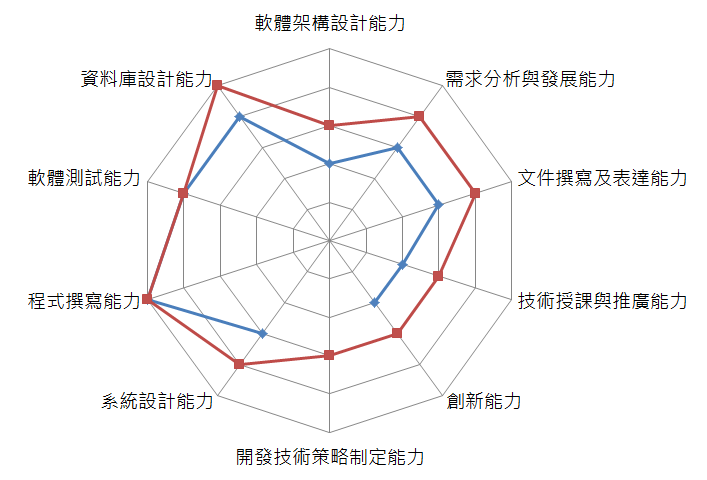 軟體架構設計能力
資料庫設計能力
需求分析與發展能力
軟體測試能力
文件撰寫及表達能力
程式撰寫能力
技術授課與推廣能力
系統設計能力
創新能力
開發技術策略制定能力